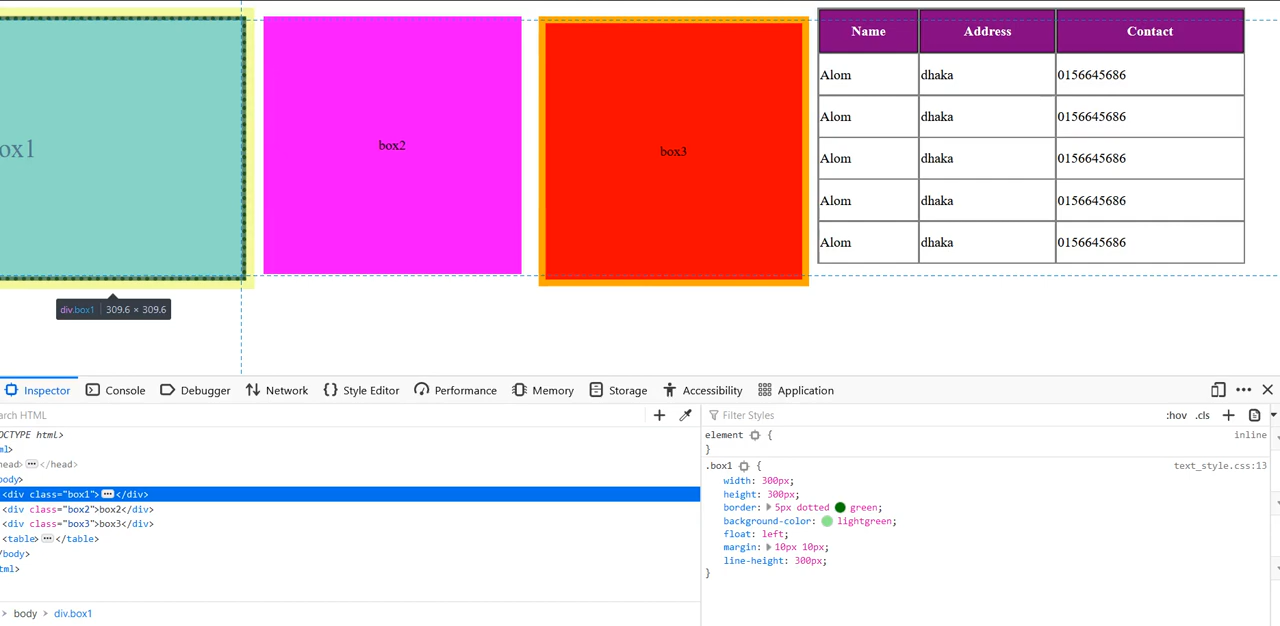 Name Address Contact
Alom dhaka 0156645686
Alom dhaka 0156645686
ox1 box2 box3
Alom dhaka 0156645686
Alom dhaka 0156645686
Alom dhaka 0156645686
div.box1 309.6 × 309.6
Inspector Console Debugger Network Style Editor Performance Memory Storage Accessibility Application
arch HTML
Filter Styles :hov .cls
OCTYPE html>
ml>
head> ••• </head>
body>
<div class="box1"> ••• </div>
<div class="box2">box2</div>
<div class="box3">box3</div>
<table> ••• </table>
/body>
tml>
> body > div.box1
element { inline
}
.box1 { text_style.css:13
width: 300px;
height: 300px;
border: 5px dotted green;
background-color: lightgreen;
float: left;
margin: 10px 10px;
line-height: 300px;
}